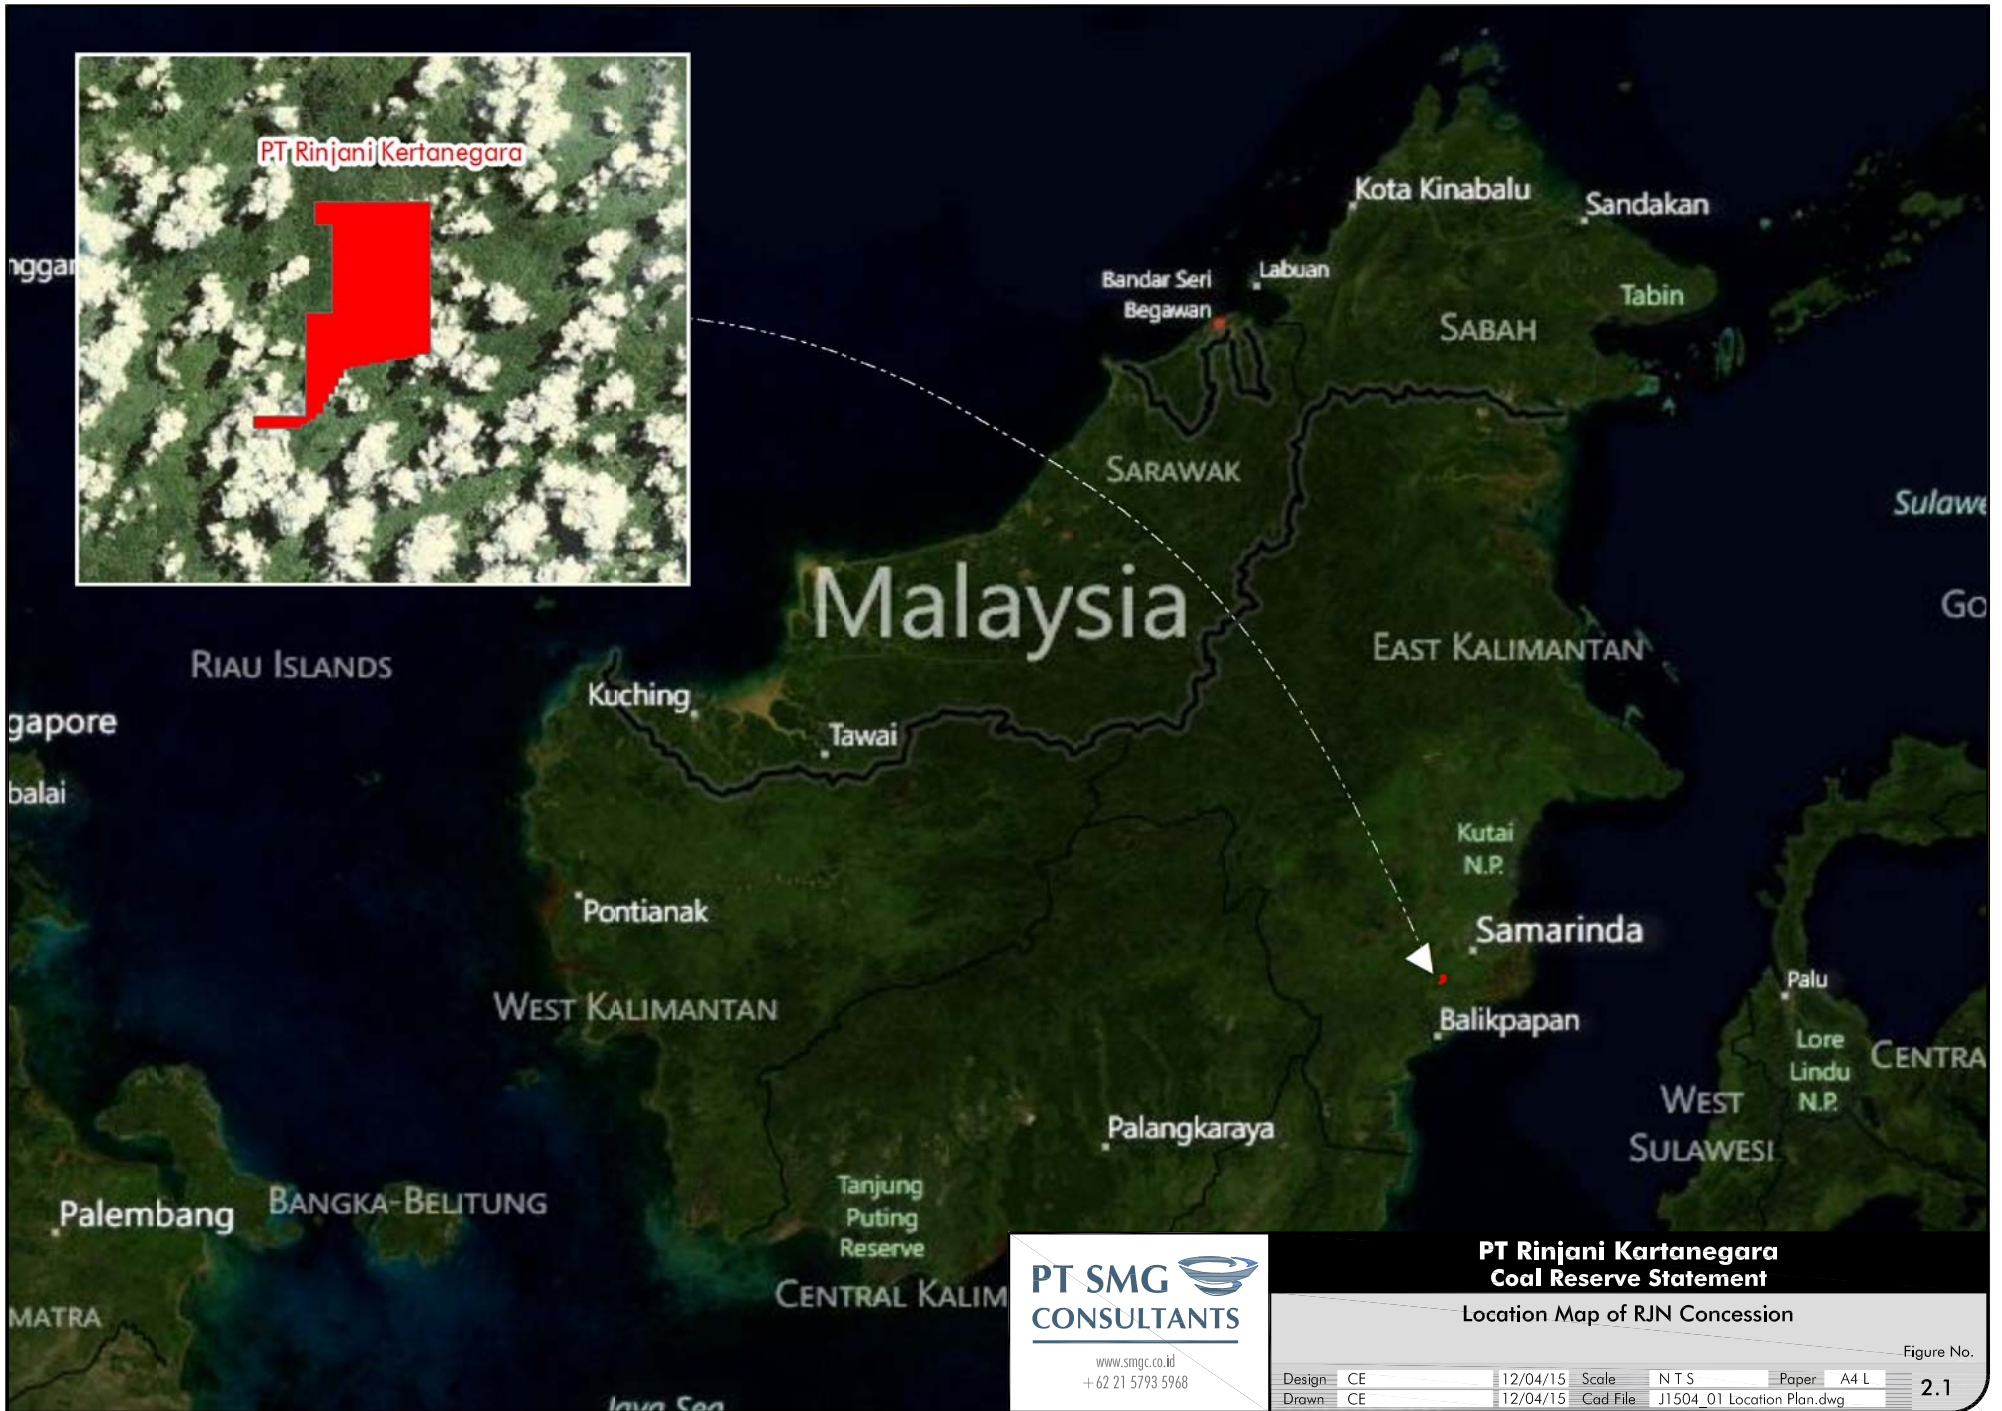 PT Rinjani Kertanegara
nggar
Kota Kinabalu
Sandakan
Bandar Seri
Begawan
Labuan
Tabin
SABAH
SARAWAK
Sulawe
Malaysia
GO
EAST KALIMANTAN
RIAU ISLANDS
Kuching
gapore
Tawai
balai
Kutai
N.P.
Pontianak
Samarinda
Palu
WEST KALIMANTAN
Balikpapan
Lore
Lindu
N.P.
CENTRA
WEST
SULAWESI
Palangkaraya
Tanjung
Puting
Reserve
Palembang
BANGKA-BELITUNG
CENTRAL KALIM
MATRA
Java Sea
PT SMG
CONSULTANTS
www.smgc.co.id
+62 21 5793 5968
PT Rinjani Kartanegara
Coal Reserve Statement
Location Map of RJN Concession
Figure No.
Design CE 12/04/15 Scale N T S Paper A4 L
2.1
Drawn CE 12/04/15 Cad File J1504_01 Location Plan.dwg